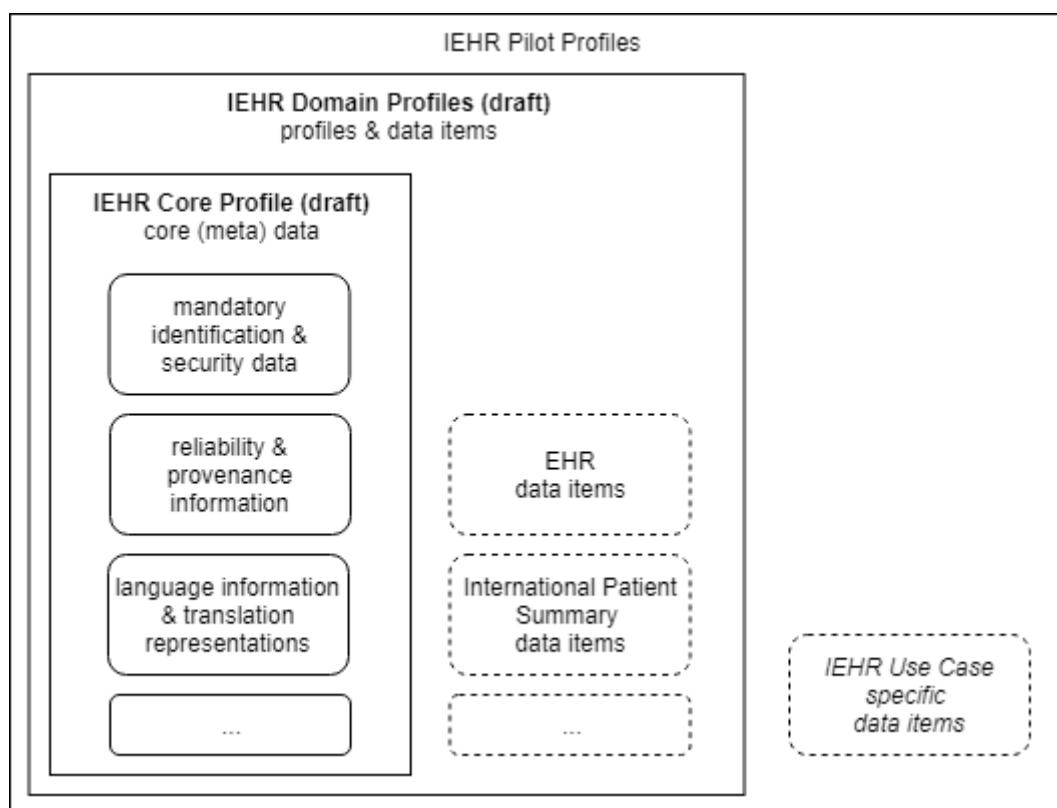 IEHR Pilot Profiles
IEHR Domain Profiles (draft)
profiles & data items
IEHR Core Profile (draft)
core (meta) data
mandatory
identification &
security data
reliability &
provenance
information
language information
& translation
representations
...
EHR
data items
International Patient
Summary
data items
...
IEHR Use Case
specific
data items